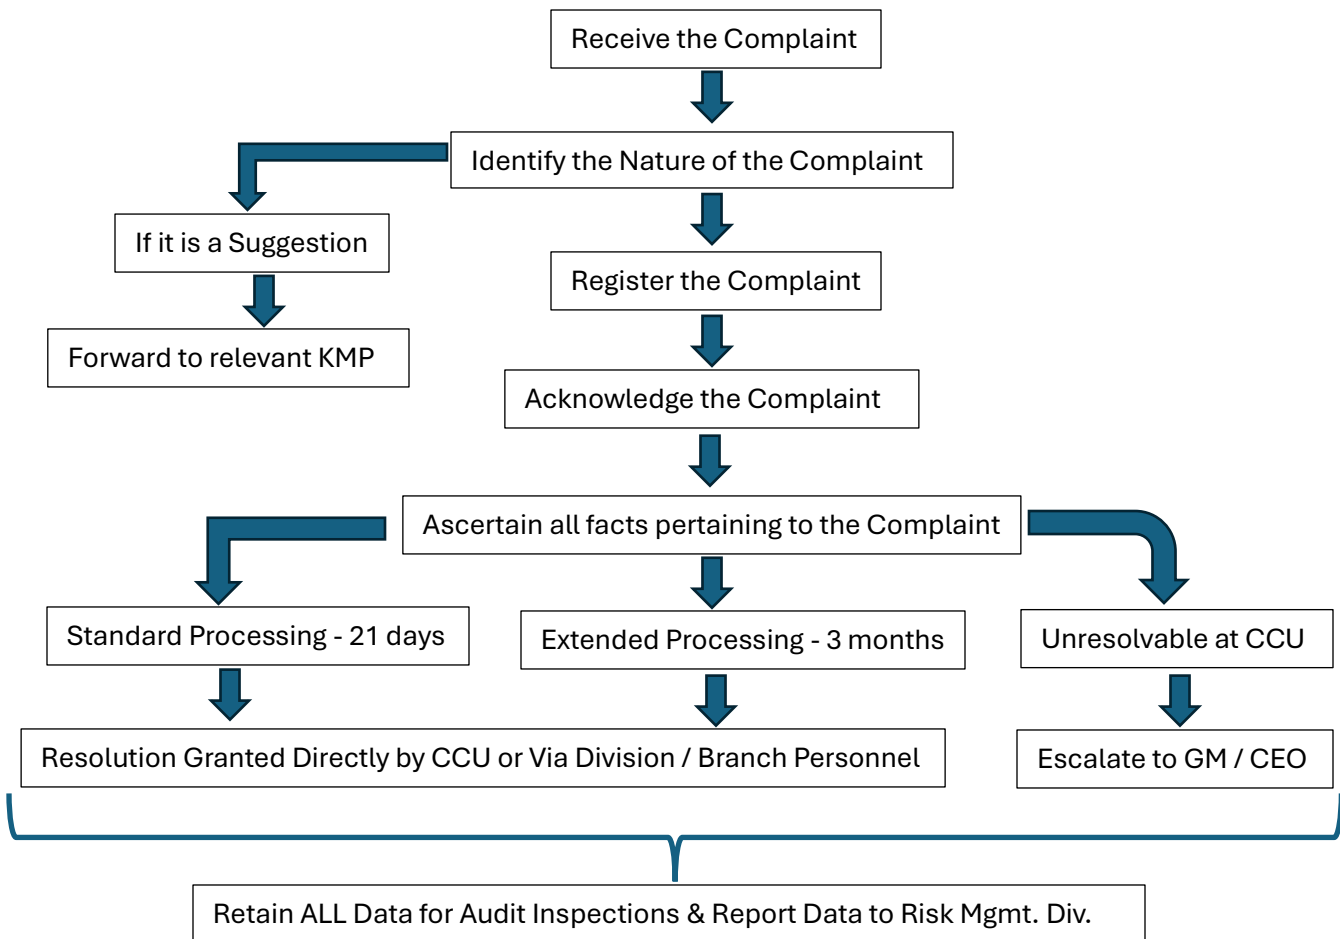 Receive the Complaint
Identify the Nature of the Complaint
If it is a Suggestion
Register the Complaint
Forward to relevant KMP
Acknowledge the Complaint
Ascertain all facts pertaining to the Complaint
Standard Processing - 21 days
Extended Processing - 3 months
Unresolvable at CCU
Resolution Granted Directly by CCU or Via Division / Branch Personnel
Escalate to GM / CEO
Retain ALL Data for Audit Inspections & Report Data to Risk Mgmt. Div.